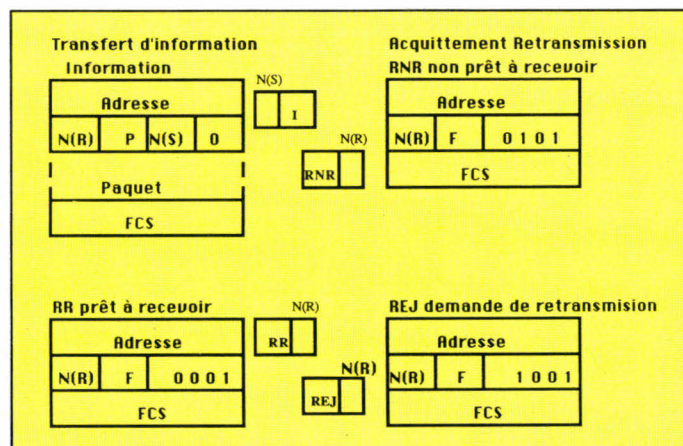 Transfert d'information
Information
N(S)
Adresse
I
N(R) P N(S) 0
Paquet
FCS
Acquittement Retransmission
RNR non prêt à recevoir
N(R)
RNR
Adresse
N(R) F 0 1 0 1
FCS
RR prêt à recevoir
N(R)
RR
Adresse
N(R) F 0 0 0 1
FCS
REJ demande de retransmision
N(R)
REJ
Adresse
N(R) F 1 0 0 1
FCS